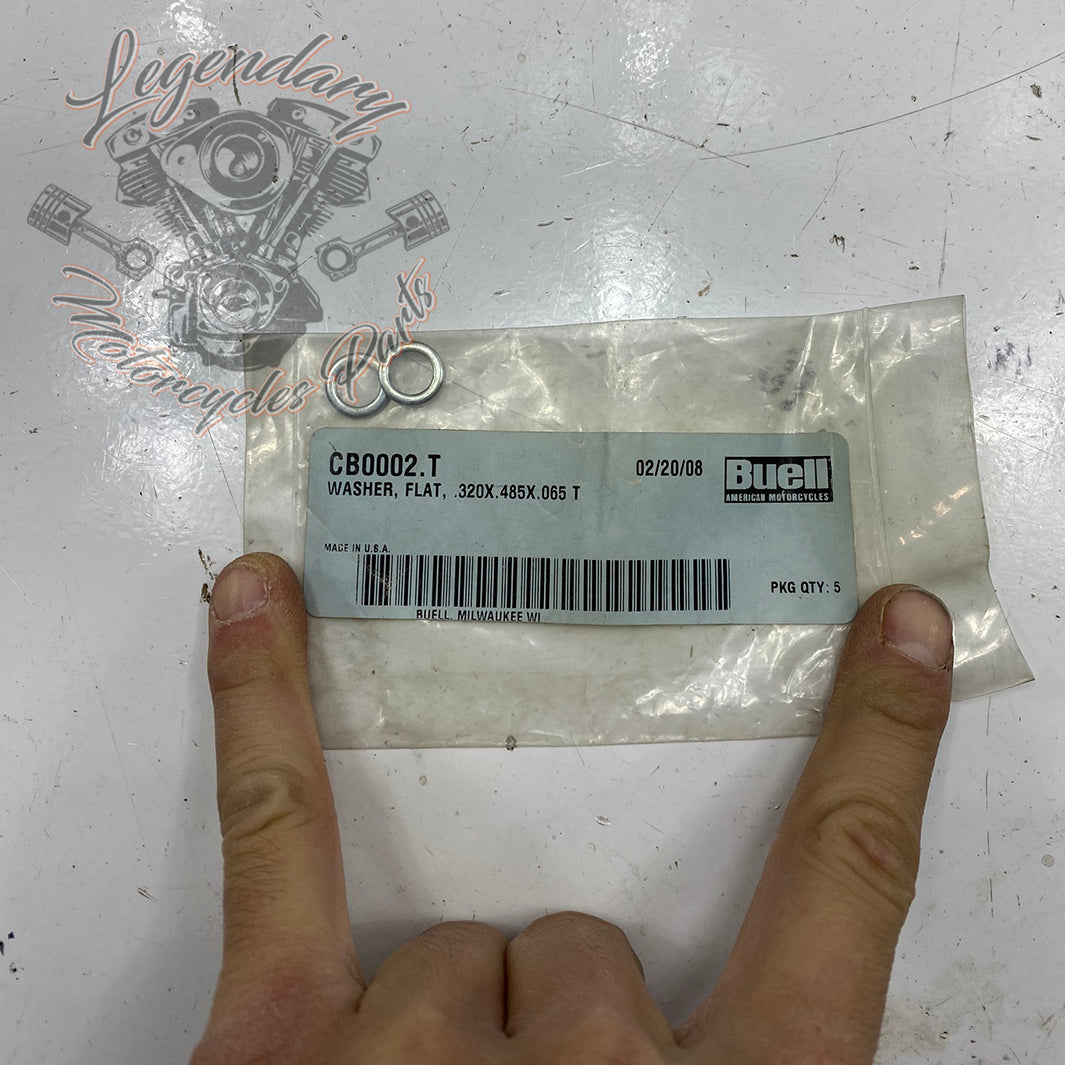 Legendary
Motorcycles Parts
CB0002.T
02/20/08
Buell
AMERICAN MOTORCYCLES
WASHER, FLAT, .320X.485X.065 T
MADE IN U.S.A.
PKG QTY: 5
BUELL, MILWAUKEE WI